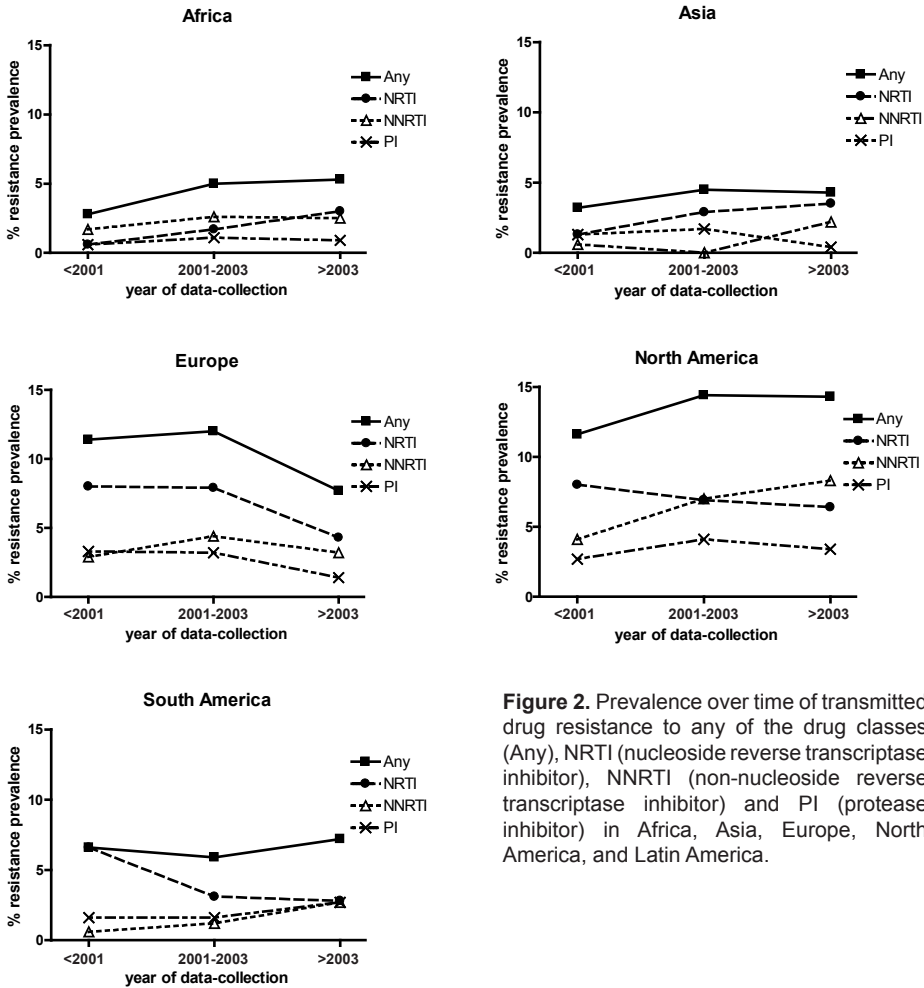 Africa
15
10
5
0
% resistance prevalence
Any
NRTI
NNRTI
PI
<2001 2001-2003 >2003
year of data-collection
Asia
15
10
5
0
% resistance prevalence
Any
NRTI
NNRTI
PI
<2001 2001-2003 >2003
year of data-collection
Europe
15
10
5
0
% resistance prevalence
Any
NRTI
NNRTI
PI
<2001 2001-2003 >2003
year of data-collection
North America
15
10
5
0
% resistance prevalence
Any
NRTI
NNRTI
PI
<2001 2001-2003 >2003
year of data-collection
South America
15
10
5
0
% resistance prevalence
Any
NRTI
NNRTI
PI
<2001 2001-2003 >2003
year of data-collection
Figure 2. Prevalence over time of transmitted
drug resistance to any of the drug classes
(Any), NRTI (nucleoside reverse transcriptase
inhibitor), NNRTI (non-nucleoside reverse
transcriptase inhibitor) and PI (protease
inhibitor) in Africa, Asia, Europe, North
America, and Latin America.